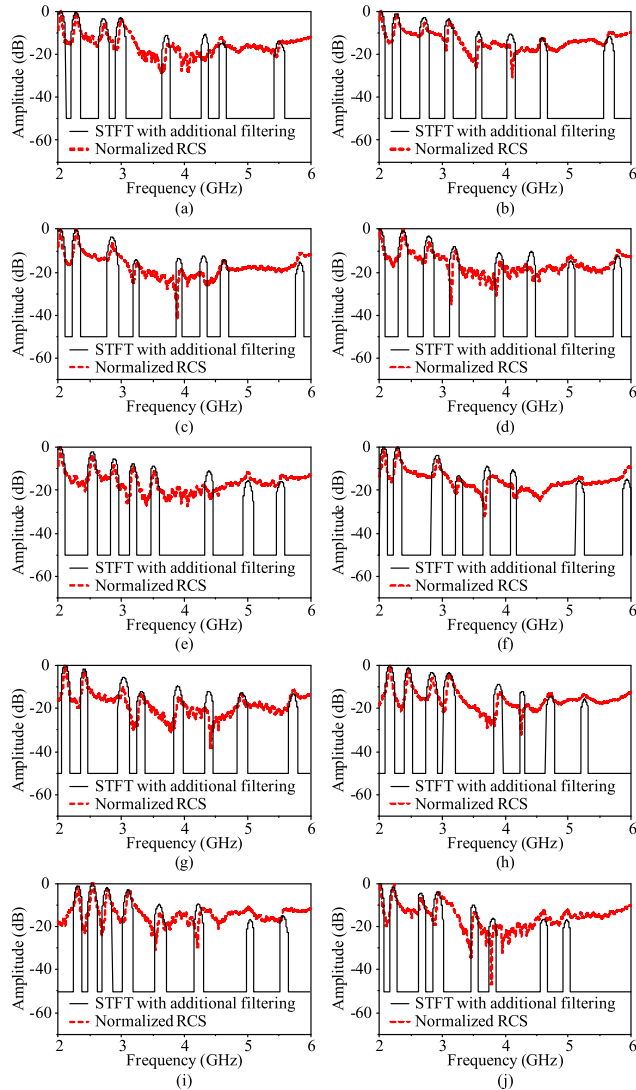 Amplitude (dB)
0
-20
-40
-60
STFT with additional filtering
Normalized RCS
2 3 4 5 6
Frequency (GHz)
(a)
Amplitude (dB)
0
-20
-40
-60
STFT with additional filtering
Normalized RCS
2 3 4 5 6
Frequency (GHz)
(b)
Amplitude (dB)
0
-20
-40
-60
STFT with additional filtering
Normalized RCS
2 3 4 5 6
Frequency (GHz)
(c)
Amplitude (dB)
0
-20
-40
-60
STFT with additional filtering
Normalized RCS
2 3 4 5 6
Frequency (GHz)
(d)
Amplitude (dB)
0
-20
-40
-60
STFT with additional filtering
Normalized RCS
2 3 4 5 6
Frequency (GHz)
(e)
Amplitude (dB)
0
-20
-40
-60
STFT with additional filtering
Normalized RCS
2 3 4 5 6
Frequency (GHz)
(f)
Amplitude (dB)
0
-20
-40
-60
STFT with additional filtering
Normalized RCS
2 3 4 5 6
Frequency (GHz)
(g)
Amplitude (dB)
0
-20
-40
-60
STFT with additional filtering
Normalized RCS
2 3 4 5 6
Frequency (GHz)
(h)
Amplitude (dB)
0
-20
-40
-60
STFT with additional filtering
Normalized RCS
2 3 4 5 6
Frequency (GHz)
(i)
Amplitude (dB)
0
-20
-40
-60
STFT with additional filtering
Normalized RCS
2 3 4 5 6
Frequency (GHz)
(j)